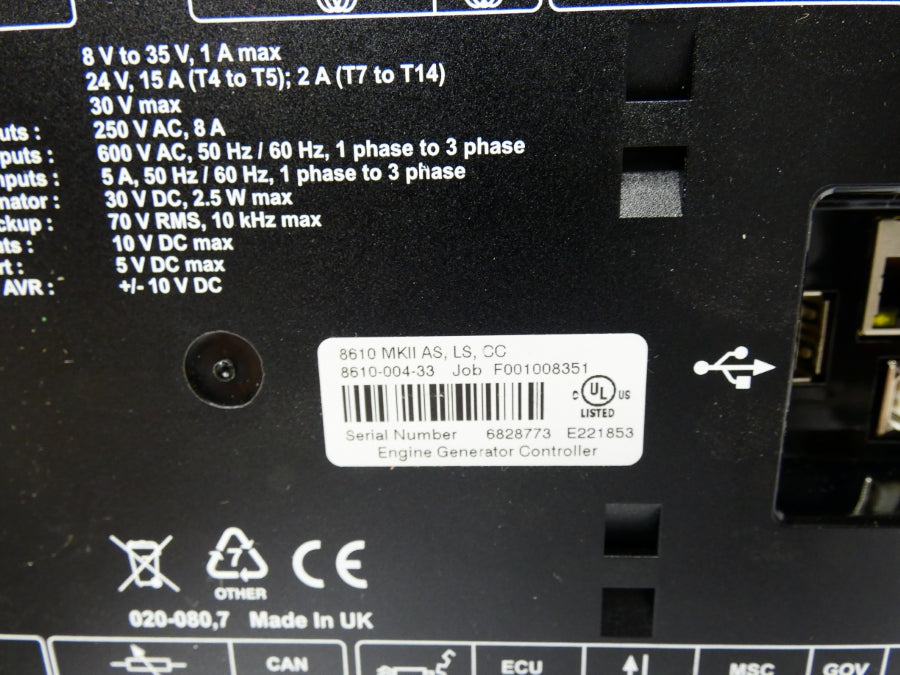 8 V to 35 V, 1 A max
24 V, 15 A (T4 to T5); 2 A (T7 to T14)
30 V max
uts : 250 V AC, 8 A
puts : 600 V AC, 50 Hz / 60 Hz, 1 phase to 3 phase
nputs : 5 A, 50 Hz / 60 Hz, 1 phase to 3 phase
nator : 30 V DC, 2.5 W max
ckup : 70 V RMS, 10 kHz max
ts : 10 V DC max
rt : 5 V DC max
AVR : +/- 10 V DC
8610 MKII AS, LS, CC
8610-004-33 Job F001008351
C UL US
LISTED
Serial Number 6828773 E221853
Engine Generator Controller
7
OTHER
CE
020-080,7 Made In UK
CAN ECU MSC GOV